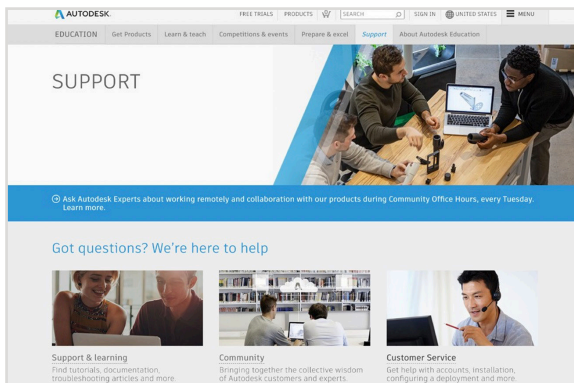 AUTODESK.
FREE TRIALS PRODUCTS SEARCH SIGN IN UNITED STATES MENU
EDUCATION Get Products Learn & teach Competitions & events Prepare & excel Support About Autodesk Education
SUPPORT
Ask Autodesk Experts about working remotely and collaboration with our products during Community Office Hours, every Tuesday.
Learn more.
Got questions? We're here to help
Support & learning
Find tutorials, documentation,
troubleshooting articles and more.
Community
Bringing together the collective wisdom
of Autodesk customers and experts.
Customer Service
Get help with accounts, installation,
configuring a deployment and more.